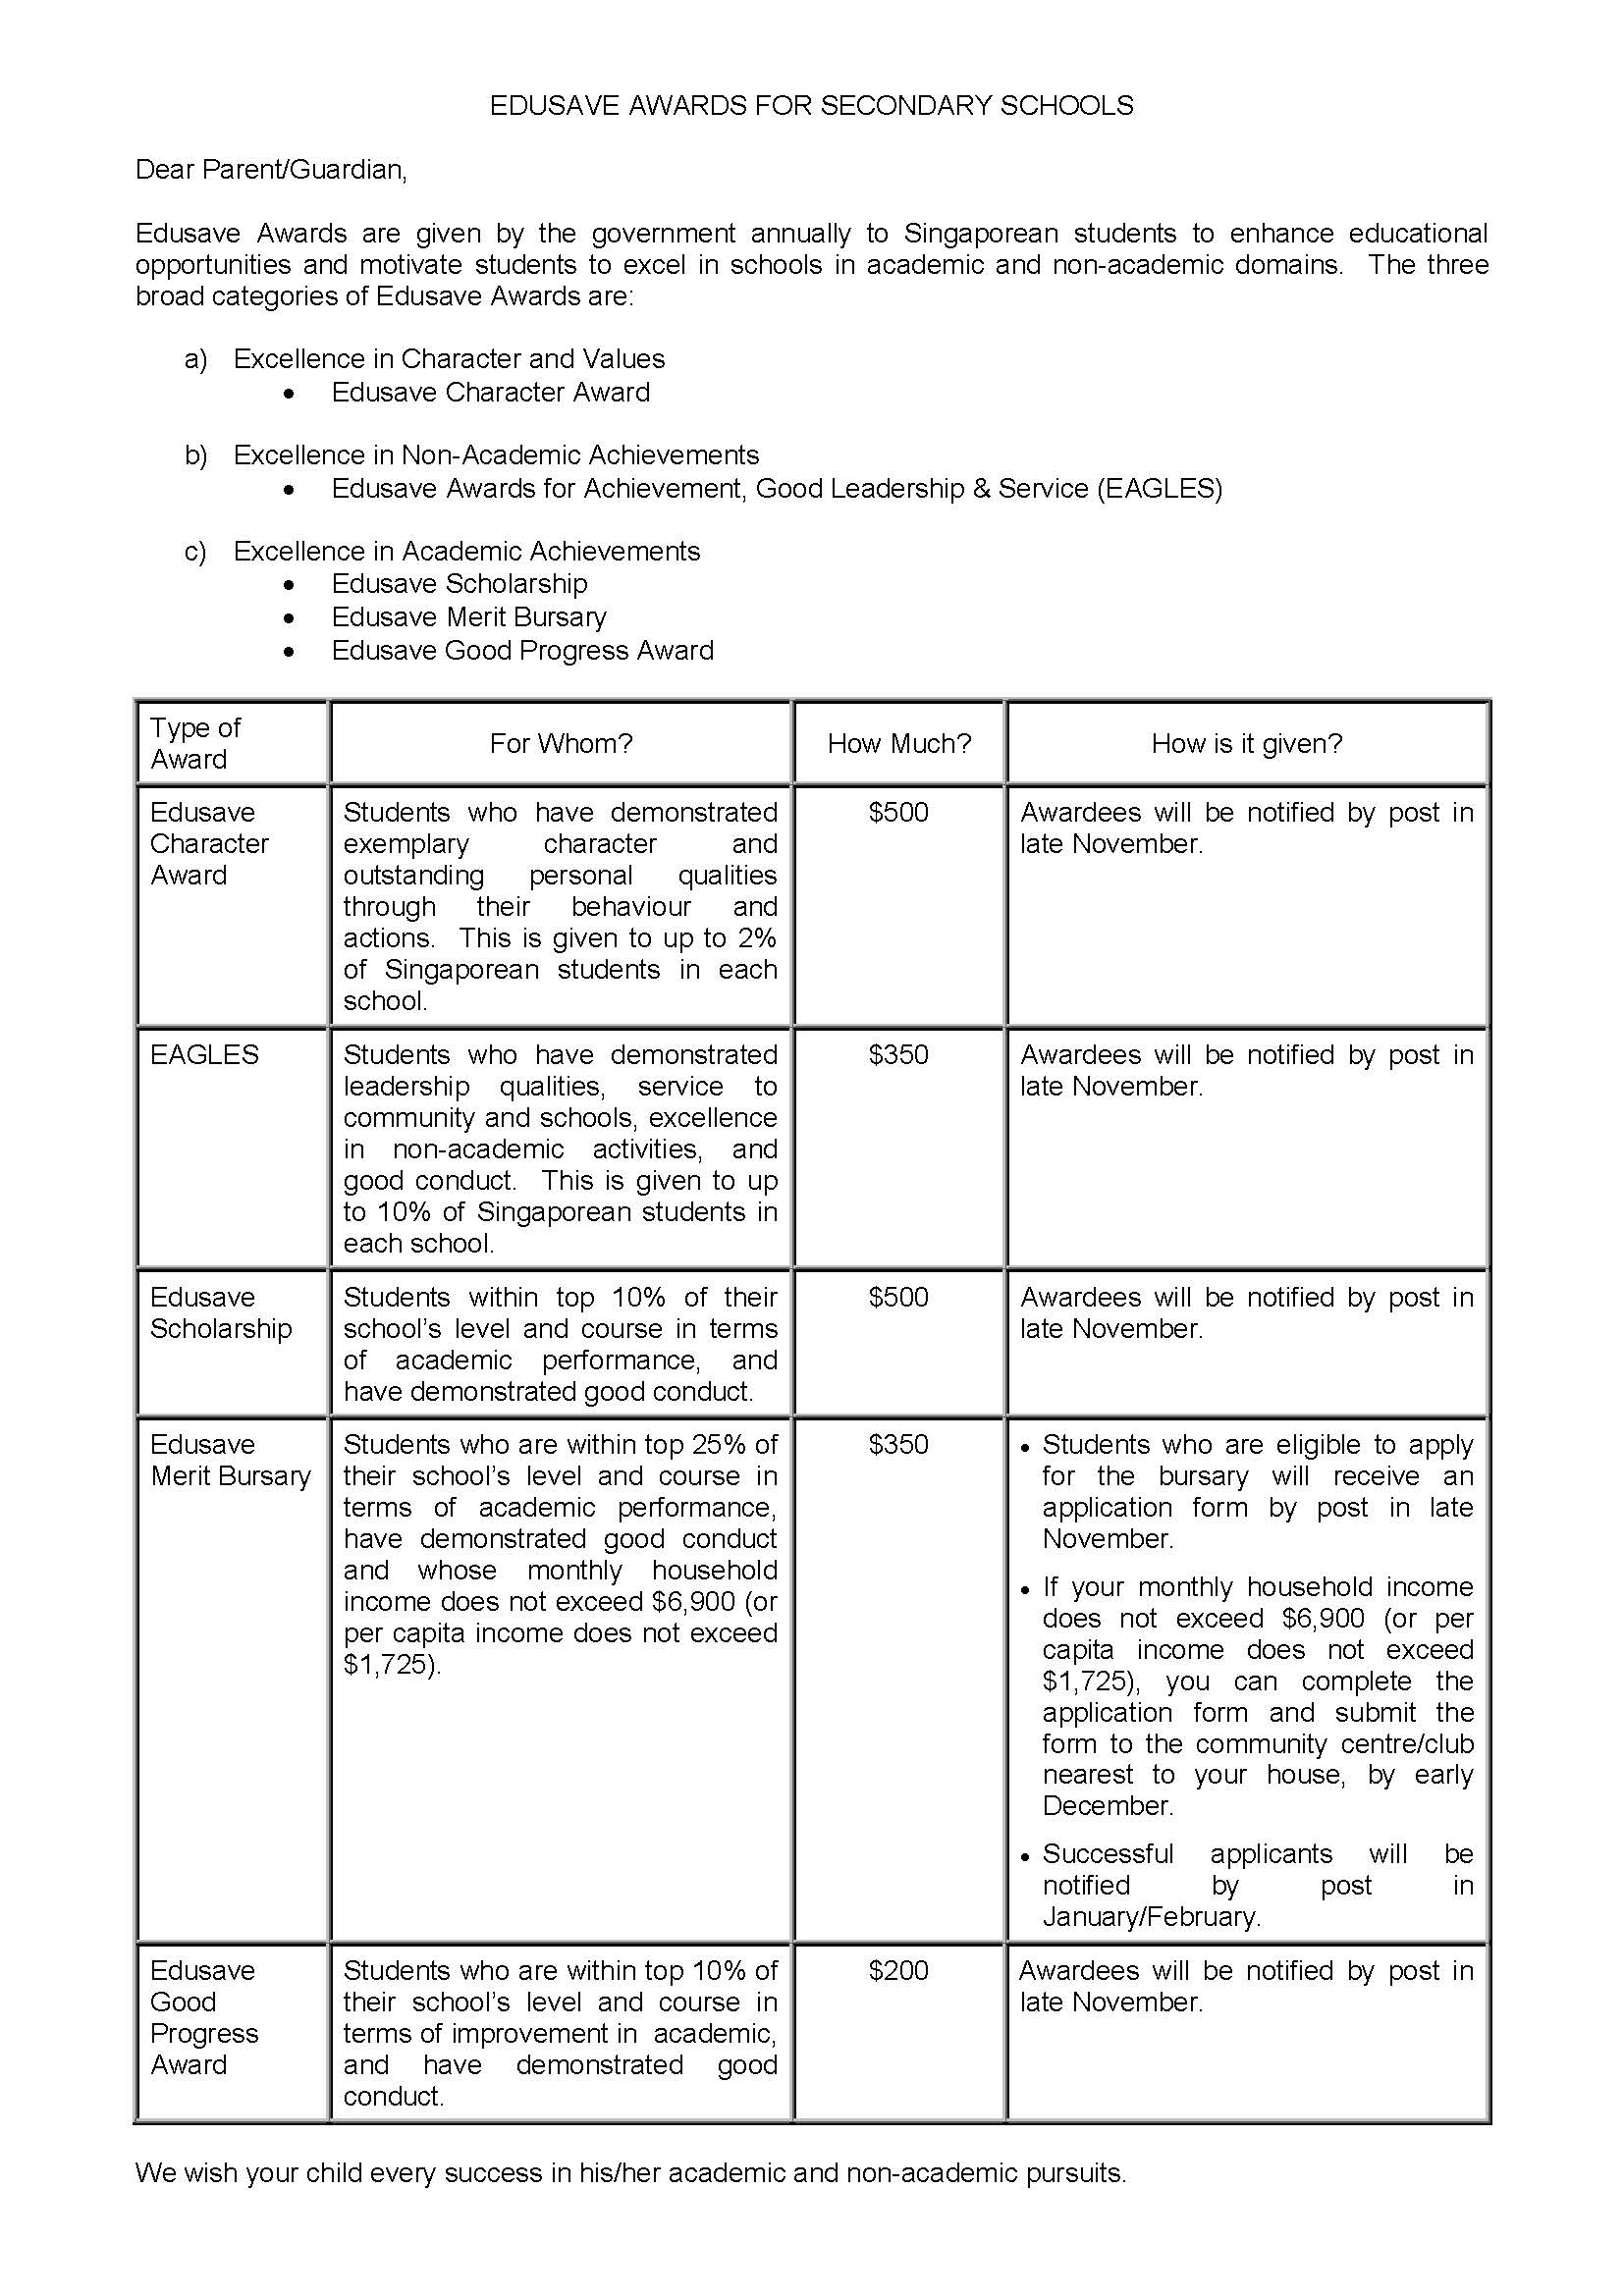 EDUSAVE AWARDS FOR SECONDARY SCHOOLS
Dear Parent/Guardian,
Edusave Awards are given by the government annually to Singaporean students to enhance educational
opportunities and motivate students to excel in schools in academic and non-academic domains. The three
broad categories of Edusave Awards are:
a) Excellence in Character and Values
• Edusave Character Award
b) Excellence in Non-Academic Achievements
• Edusave Awards for Achievement, Good Leadership & Service (EAGLES)
c) Excellence in Academic Achievements
• Edusave Scholarship
• Edusave Merit Bursary
• Edusave Good Progress Award
Type of
Award
For Whom?
How Much?
How is it given?
Edusave
Character
Award
Students who have demonstrated
exemplary character and
outstanding personal qualities
through their behaviour and
actions. This is given to up to 2%
of Singaporean students in each
school.
$500
Awardees will be notified by post in
late November.
EAGLES
Students who have demonstrated
leadership qualities, service to
community and schools, excellence
in non-academic activities, and
good conduct. This is given to up
to 10% of Singaporean students in
each school.
$350
Awardees will be notified by post in
late November.
Edusave
Scholarship
Students within top 10% of their
school's level and course in terms
of academic performance, and
have demonstrated good conduct.
$500
Awardees will be notified by post in
late November.
Edusave
Merit Bursary
Students who are within top 25% of
their school's level and course in
terms of academic performance,
have demonstrated good conduct
and whose monthly household
income does not exceed $6,900 (or
per capita income does not exceed
$1,725).
$350
• Students who are eligible to apply
for the bursary will receive an
application form by post in late
November.
• If your monthly household income
does not exceed $6,900 (or per
capita income does not exceed
$1,725), you can complete the
application form and submit the
form to the community centre/club
nearest to your house, by early
December.
• Successful applicants will be
notified by post in
January/February.
Edusave
Good
Progress
Award
Students who are within top 10% of
their school's level and course in
terms of improvement in academic,
and have demonstrated good
conduct.
$200
Awardees will be notified by post in
late November.
We wish your child every success in his/her academic and non-academic pursuits.